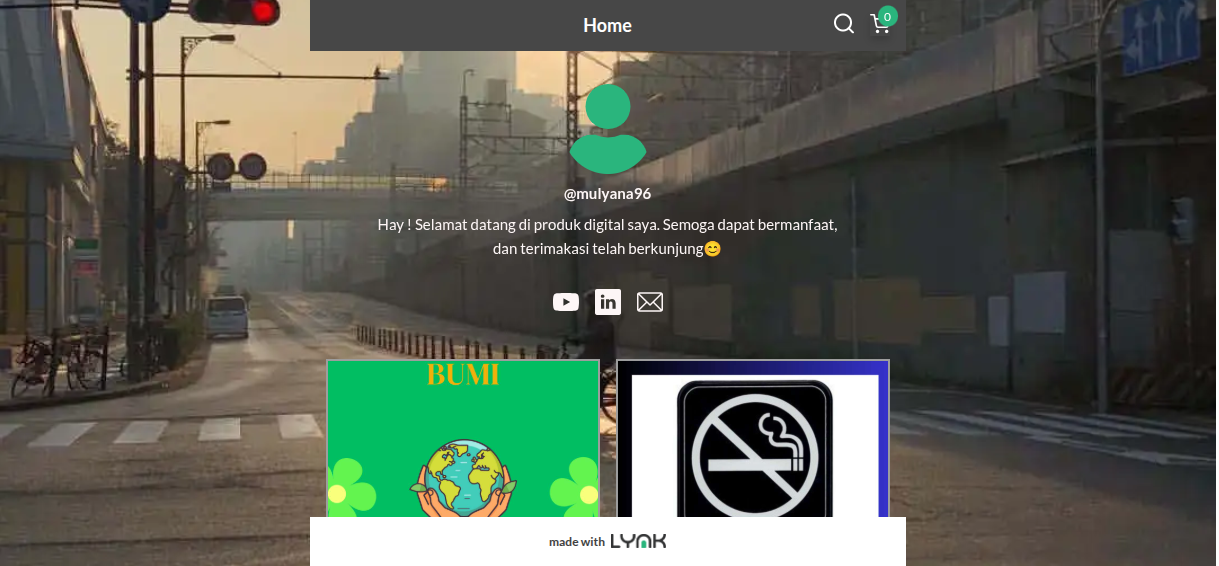 Home
0
@mulyana96
Hay ! Selamat datang di produk digital saya. Semoga dapat bermanfaat,
dan terimakasi telah berkunjung😊
in
BUMI
made with LYNK